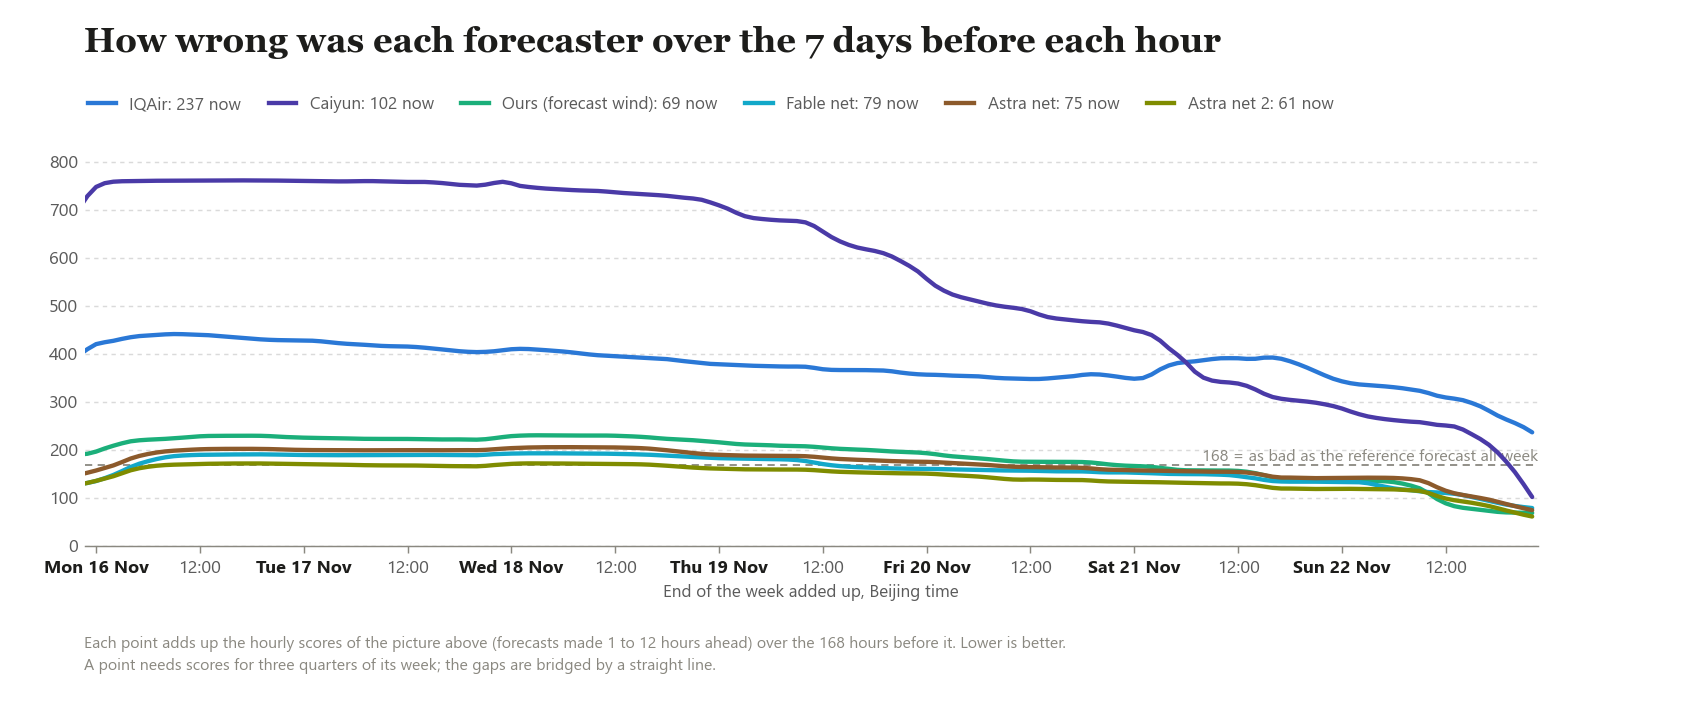 How wrong was each forecaster over the 7 days before each hour
IQAir: 237 now Caiyun: 102 now Ours (forecast wind): 69 now Fable net: 79 now Astra net: 75 now Astra net 2: 61 now
800
700
600
500
400
300
200
168 = as bad as the reference forecast all week
100
0
Mon 16 Nov 12:00 Tue 17 Nov 12:00 Wed 18 Nov 12:00 Thu 19 Nov 12:00 Fri 20 Nov 12:00 Sat 21 Nov 12:00 Sun 22 Nov 12:00
End of the week added up, Beijing time
Each point adds up the hourly scores of the picture above (forecasts made 1 to 12 hours ahead) over the 168 hours before it. Lower is better.
A point needs scores for three quarters of its week; the gaps are bridged by a straight line.